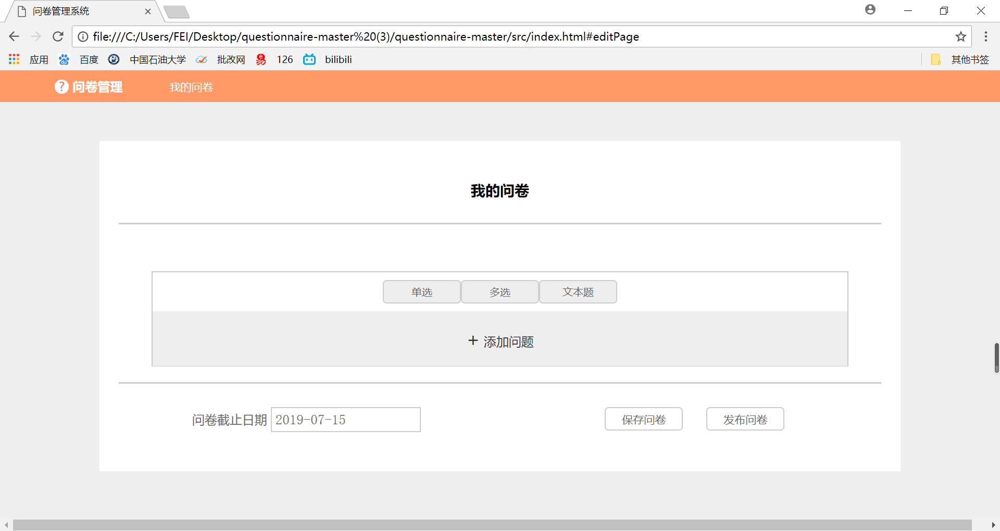 问卷管理系统
file:///C:/Users/FEI/Desktop/questionnaire-master%20(3)/questionnaire-master/src/index.html#editPage
应用 百度 中国石油大学 批改网 126 bilibili 其他书签
? 问卷管理 我的问卷
我的问卷
单选 多选 文本题
+ 添加问题
问卷截止日期 2019-07-15 保存问卷 发布问卷